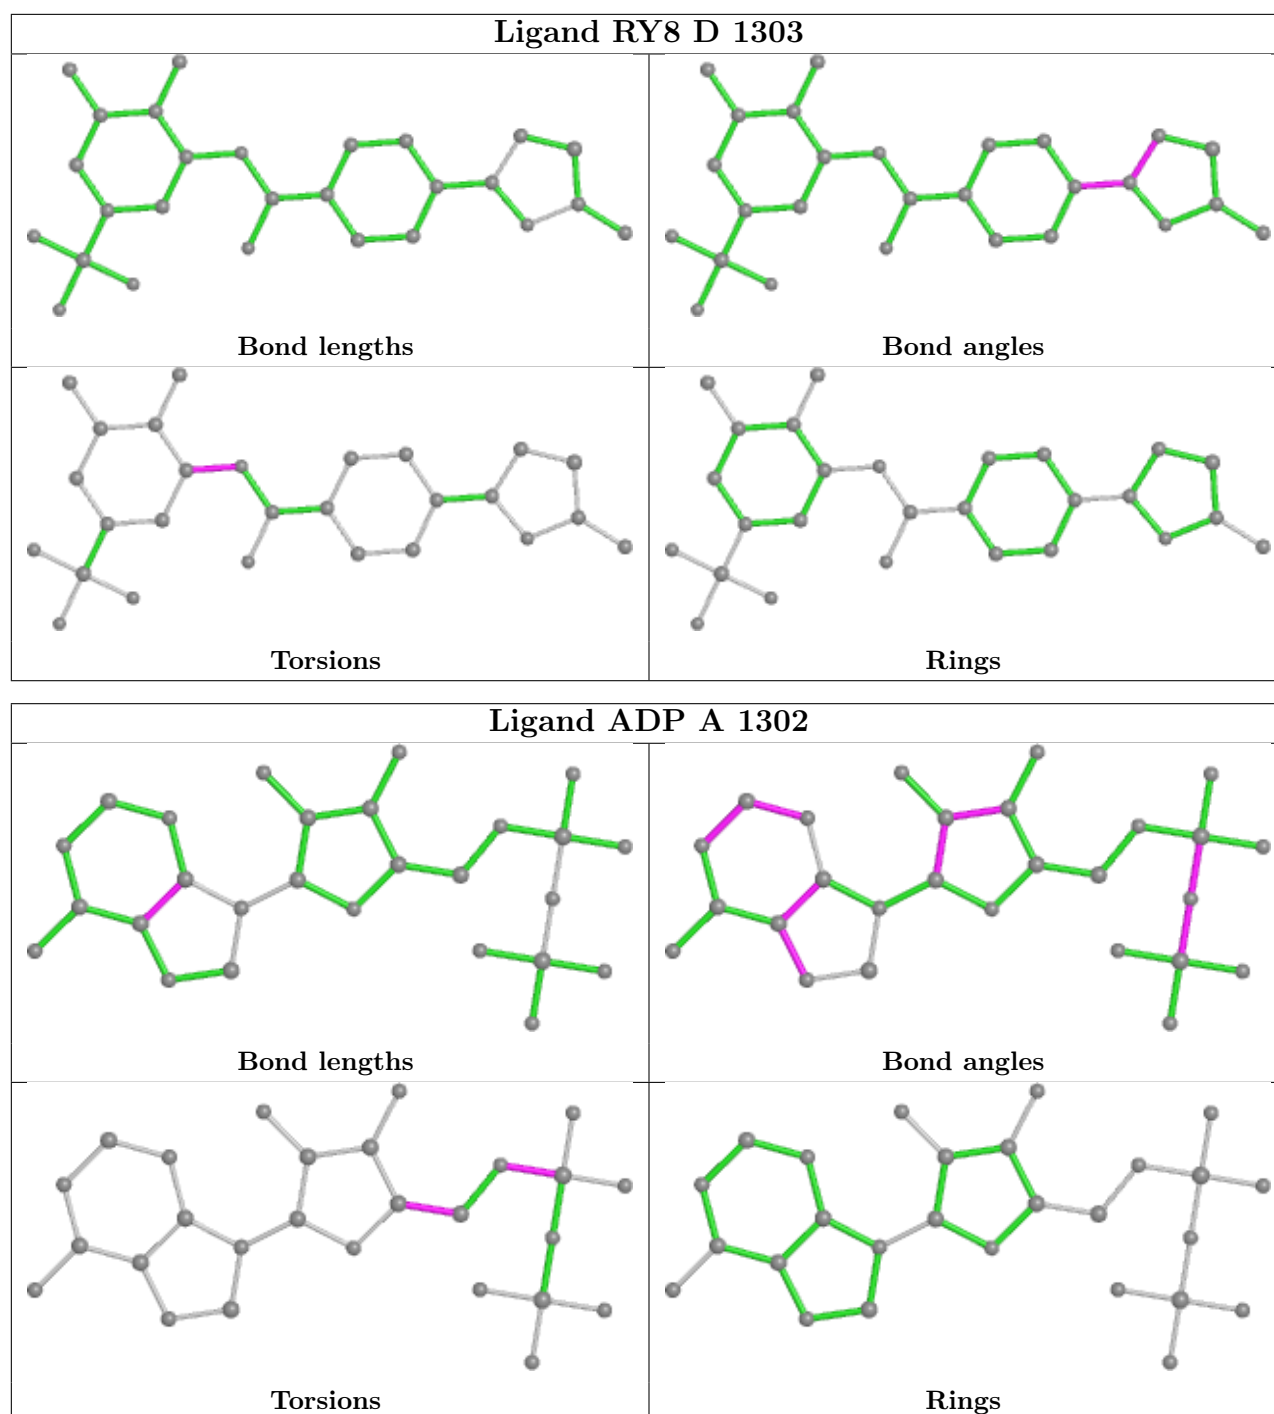 Ligand RY8 D 1303
Bond lengths
Bond angles
Torsions
Rings
Ligand ADP A 1302
Bond lengths
Bond angles
Torsions
Rings